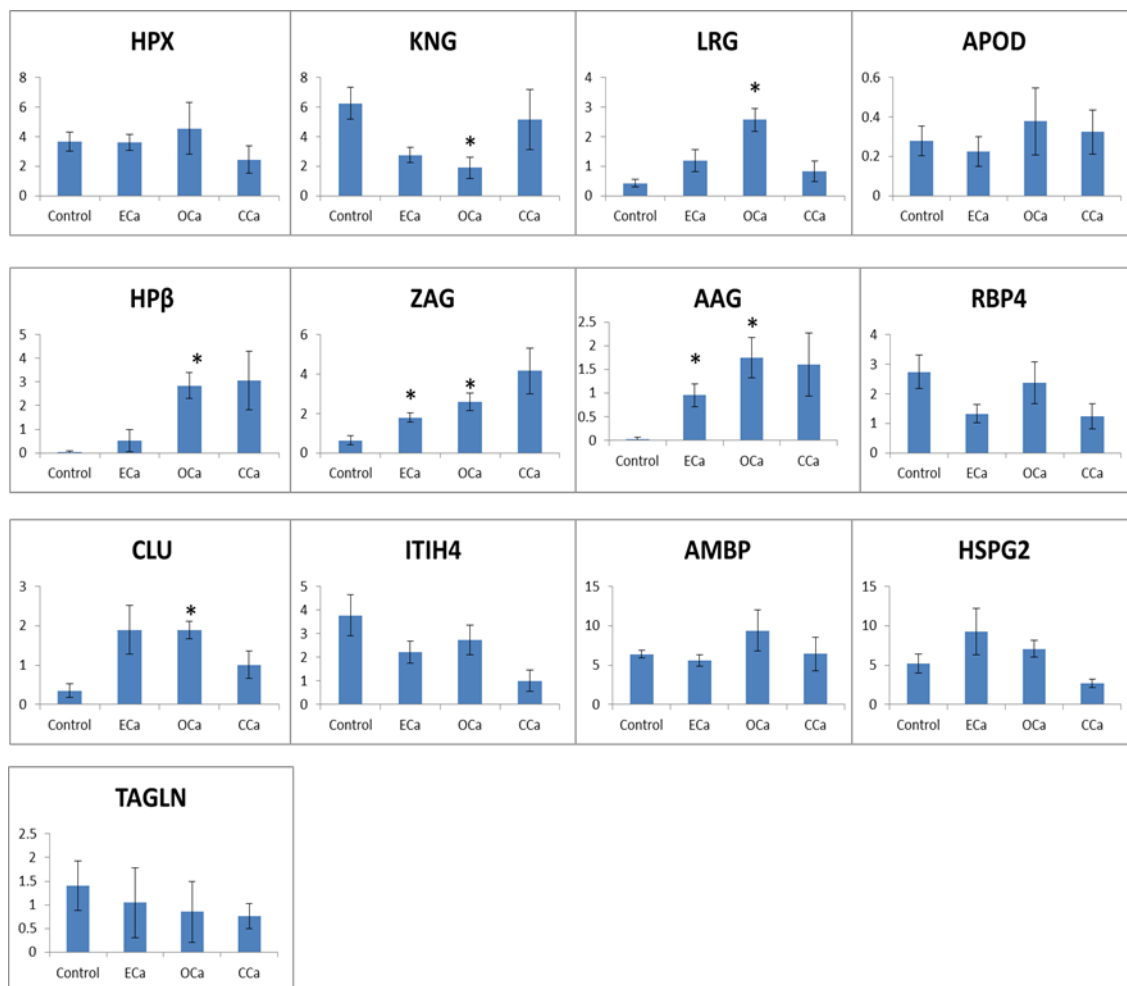 HPX
8
6
4
2
0
Control ECa OCa CCa
KNG
8
6
4
2
0
*
Control ECa OCa CCa
LRG
4
3
2
1
0
*
Control ECa OCa CCa
APOD
0.6
0.4
0.2
0
Control ECa OCa CCa
HPβ
5
4
3
2
1
0
*
Control ECa OCa CCa
ZAG
6
4
2
0
* *
Control ECa OCa CCa
AAG
2.5
2
1.5
1
0.5
0
* *
Control ECa OCa CCa
RBP4
4
3
2
1
0
Control ECa OCa CCa
CLU
3
2
1
0
*
Control ECa OCa CCa
ITIH4
5
4
3
2
1
0
Control ECa OCa CCa
AMBP
15
10
5
0
Control ECa OCa CCa
HSPG2
15
10
5
0
Control ECa OCa CCa
TAGLN
2.5
2
1.5
1
0.5
0
Control ECa OCa CCa